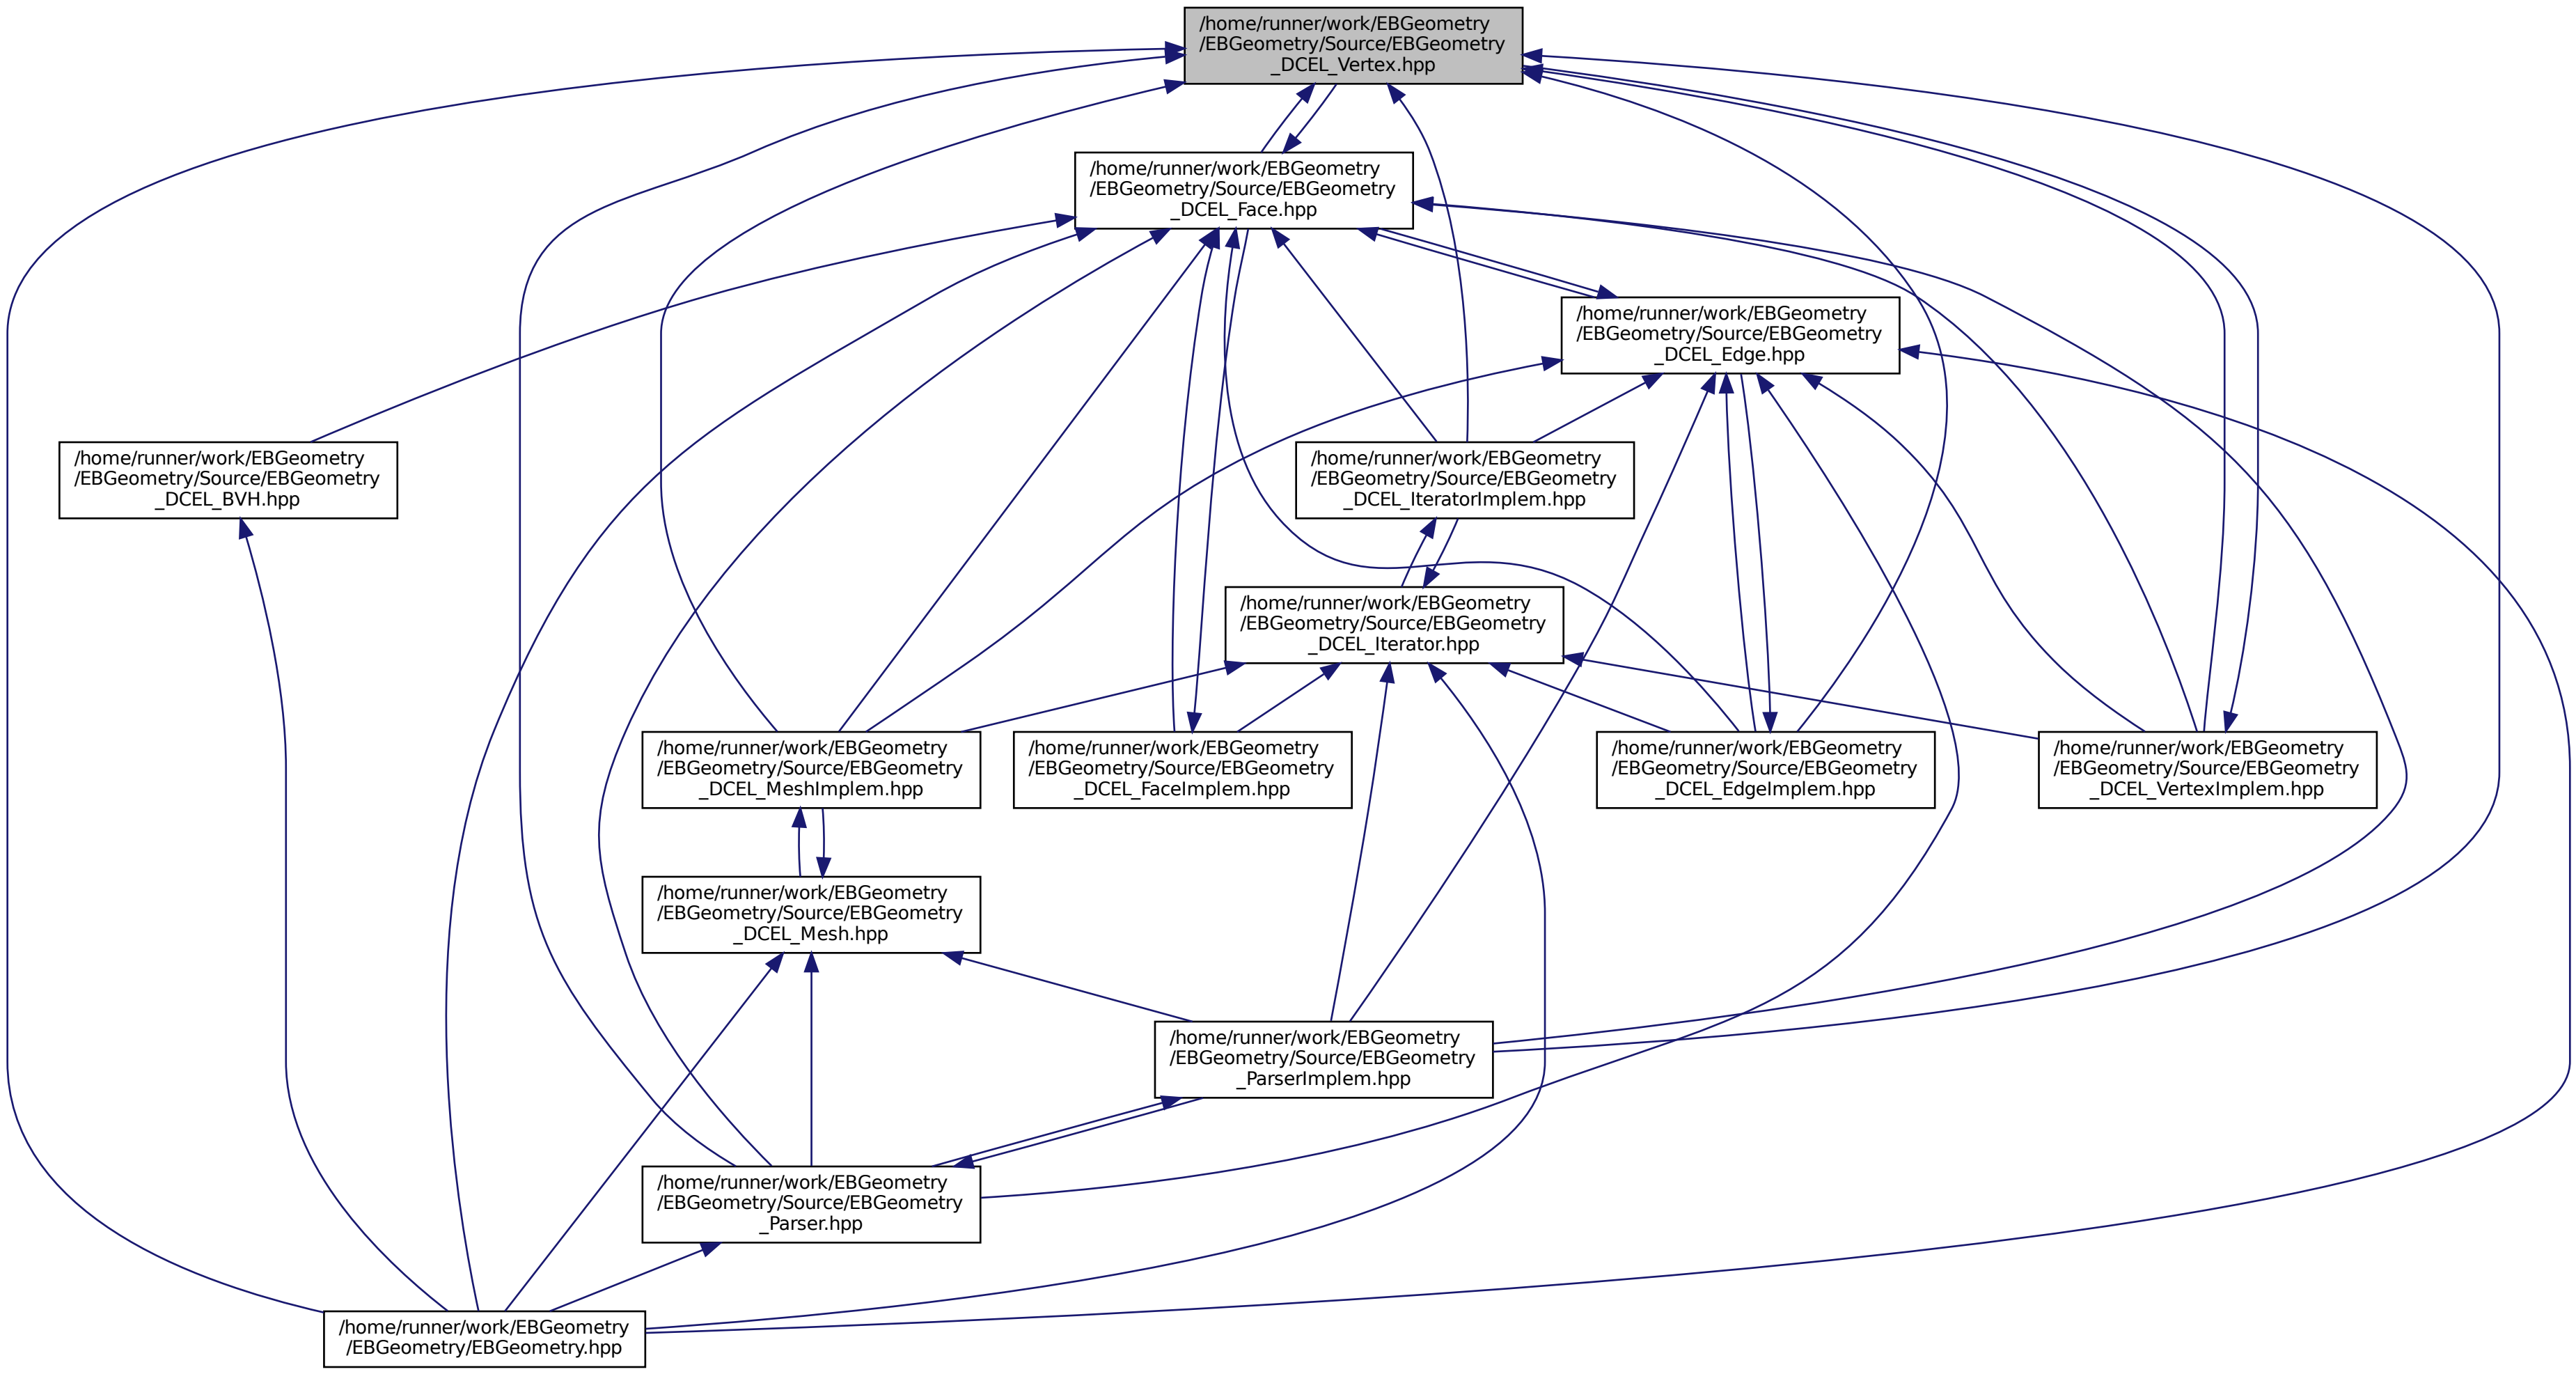 /home/runner/work/EBGeometry
/EBGeometry/Source/EBGeometry
_DCEL_Vertex.hpp
/home/runner/work/EBGeometry
/EBGeometry/Source/EBGeometry
_DCEL_Face.hpp
/home/runner/work/EBGeometry
/EBGeometry/Source/EBGeometry
_DCEL_Edge.hpp
/home/runner/work/EBGeometry
/EBGeometry/Source/EBGeometry
_DCEL_BVH.hpp
/home/runner/work/EBGeometry
/EBGeometry/Source/EBGeometry
_DCEL_IteratorImplem.hpp
/home/runner/work/EBGeometry
/EBGeometry/Source/EBGeometry
_DCEL_Iterator.hpp
/home/runner/work/EBGeometry
/EBGeometry/Source/EBGeometry
_DCEL_MeshImplem.hpp
/home/runner/work/EBGeometry
/EBGeometry/Source/EBGeometry
_DCEL_FaceImplem.hpp
/home/runner/work/EBGeometry
/EBGeometry/Source/EBGeometry
_DCEL_EdgeImplem.hpp
/home/runner/work/EBGeometry
/EBGeometry/Source/EBGeometry
_DCEL_VertexImplem.hpp
/home/runner/work/EBGeometry
/EBGeometry/Source/EBGeometry
_DCEL_Mesh.hpp
/home/runner/work/EBGeometry
/EBGeometry/Source/EBGeometry
_ParserImplem.hpp
/home/runner/work/EBGeometry
/EBGeometry/Source/EBGeometry
_Parser.hpp
/home/runner/work/EBGeometry
/EBGeometry/EBGeometry.hpp